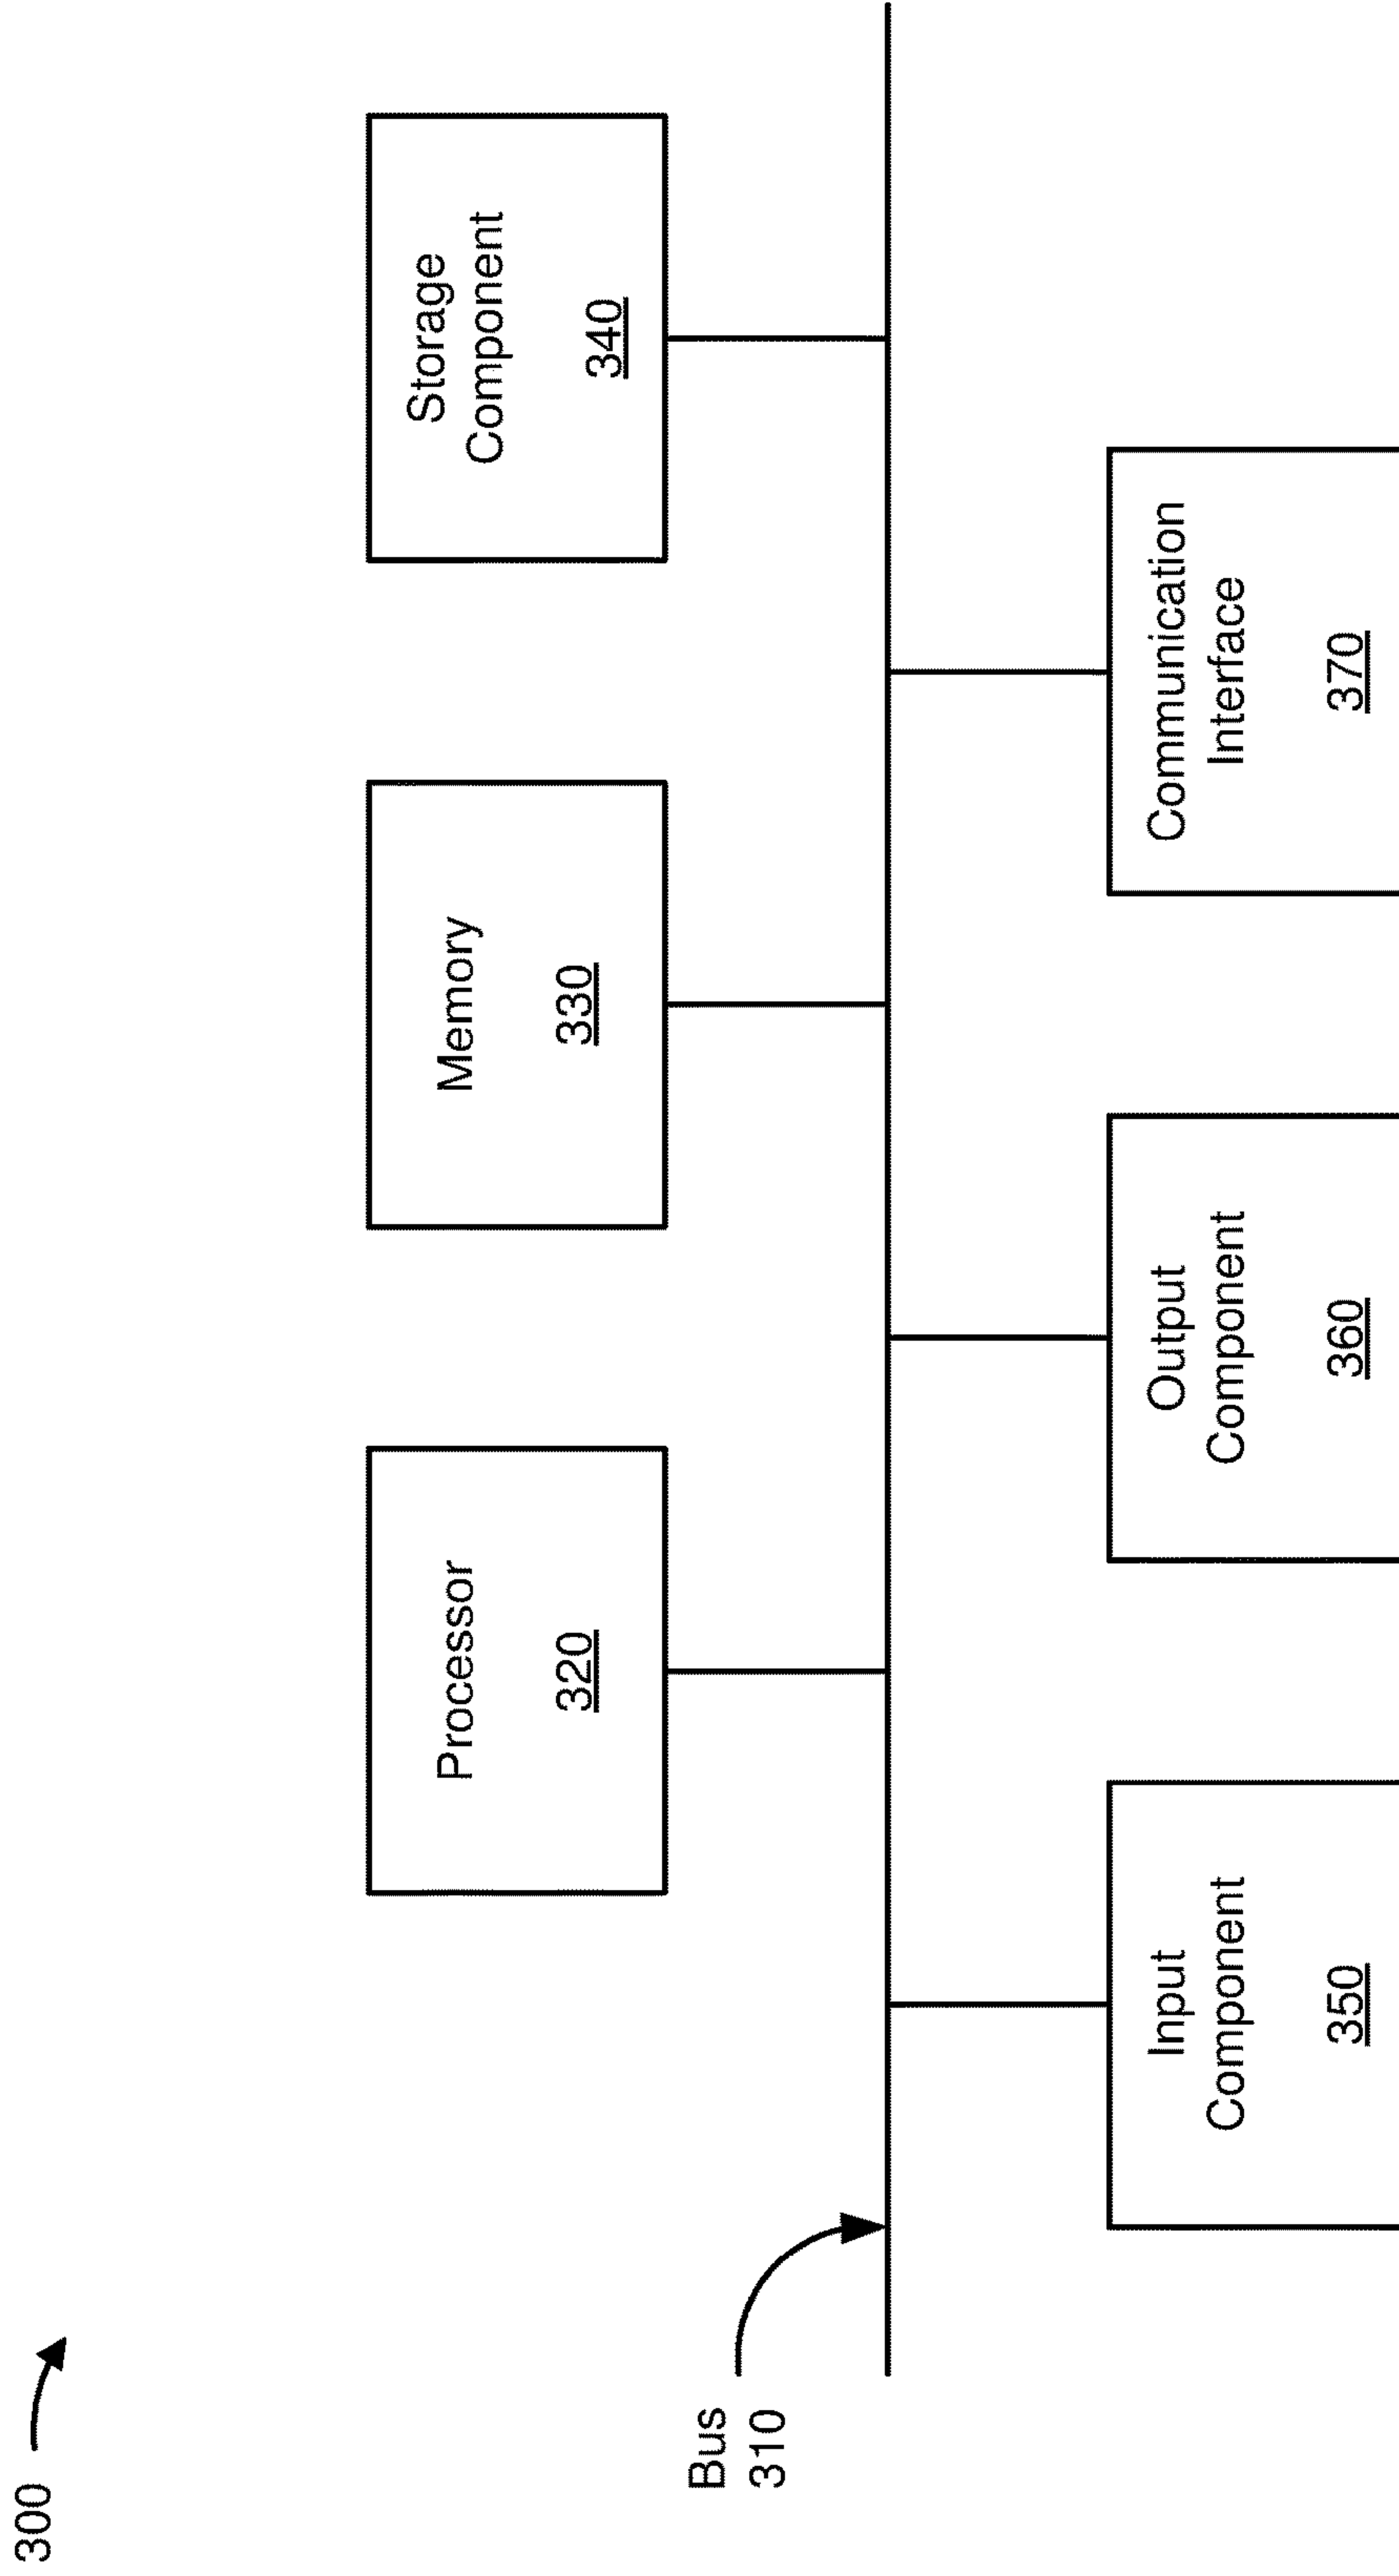 300
Processor
320
Memory
330
Storage
Component
340
Bus
310
Input
Component
350
Output
Component
360
Communication
Interface
370